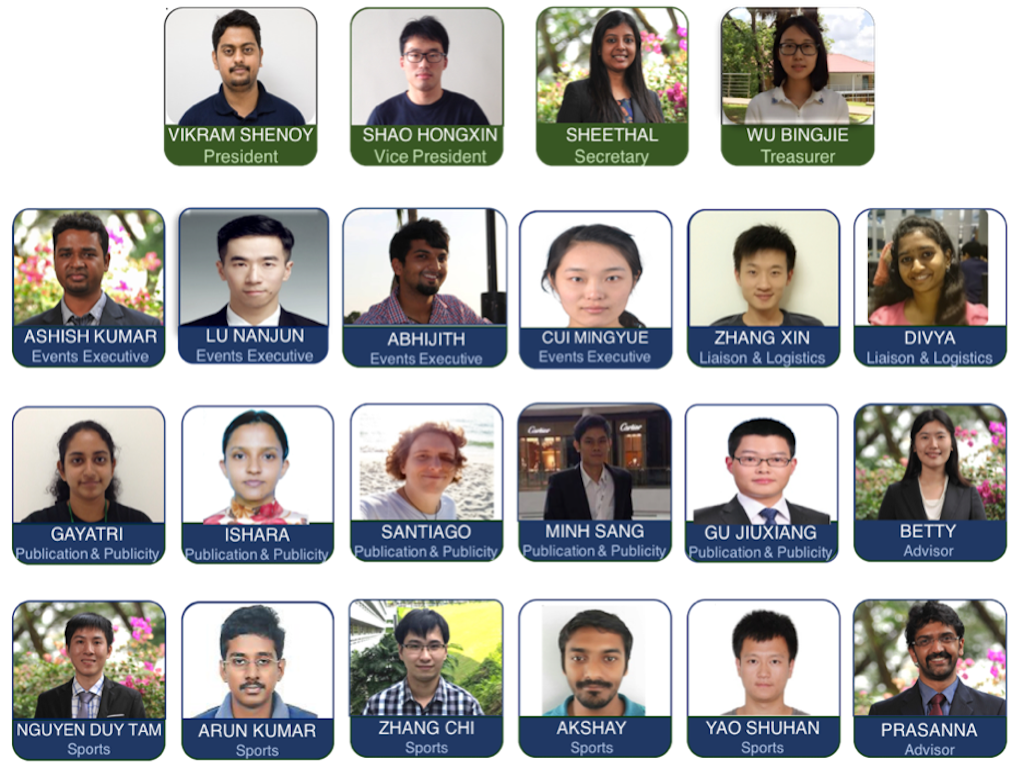 VIKRAM SHENOY
President
SHAO HONGXIN
Vice President
SHEETHAL
Secretary
WU BINGJIE
Treasurer
ASHISH KUMAR
Events Executive
LU NANJUN
Events Executive
ABHIJITH
Events Executive
CUI MINGYUE
Events Executive
ZHANG XIN
Liaison & Logistics
DIVYA
Liaison & Logistics
GAYATRI
Publication & Publicity
ISHARA
Publication & Publicity
SANTIAGO
Publication & Publicity
Cartier
Cartier
MINH SANG
Publication & Publicity
GU JIUXIANG
Publication & Publicity
BETTY
Advisor
NGUYEN DUY TAM
Sports
ARUN KUMAR
Sports
ZHANG CHI
Sports
AKSHAY
Sports
YAO SHUHAN
Sports
PRASANNA
Advisor